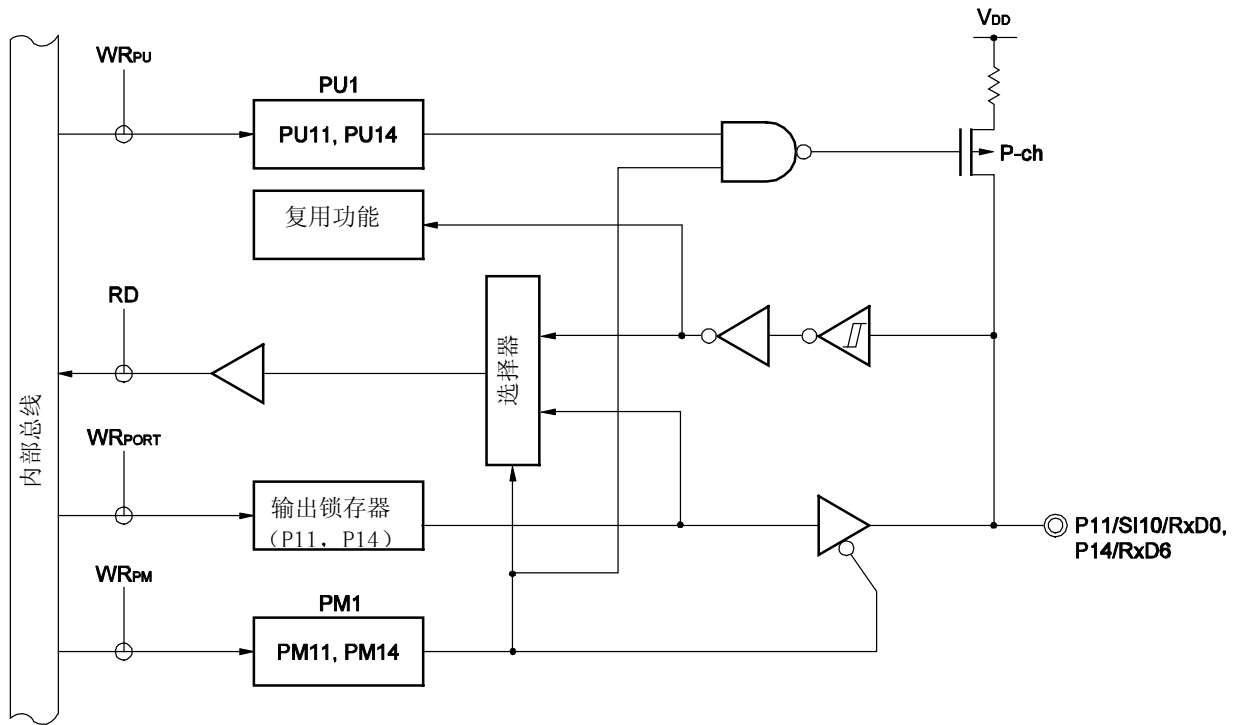 VDD
WRPU
PU1
PU11, PU14
P-ch
复用功能
RD
选择器
内部总线
WRPORT
输出锁存器
（P11, P14）
P11/SI10/RxD0,
P14/RxD6
WRPM
PM1
PM11, PM14